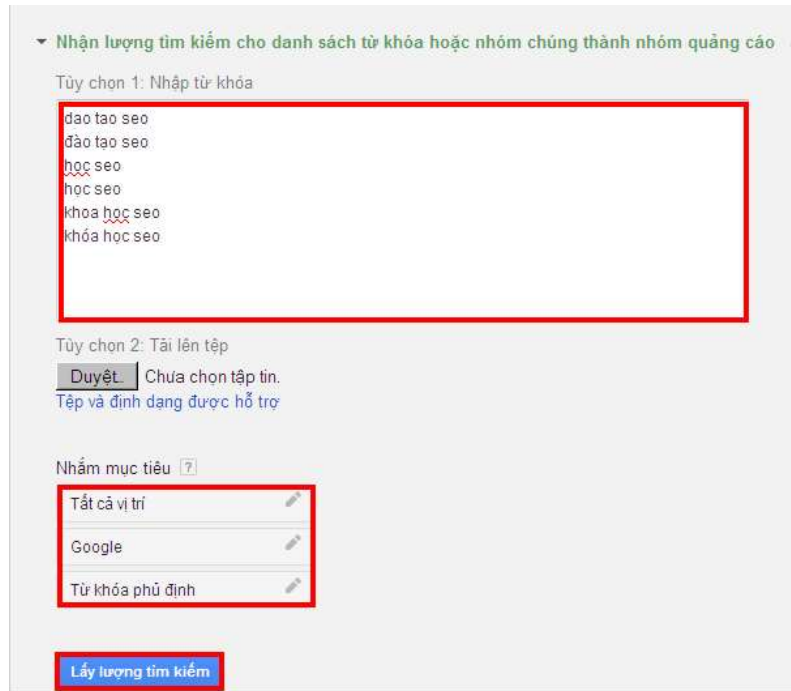 Nhận lượng tìm kiếm cho danh sách từ khóa hoặc nhóm chúng thành nhóm quảng cáo
Tùy chọn 1: Nhập từ khóa
dao tao seo
đào tạo seo
học seo
học seo
khoa học seo
khóa học seo
Tùy chọn 2: Tải lên tệp
Duyệt.. Chưa chọn tập tin.
Tệp và định dạng được hỗ trợ
Nhắm mục tiêu ?
Tất cả vị trí
Google
Từ khóa phủ định
Lấy lượng tìm kiếm